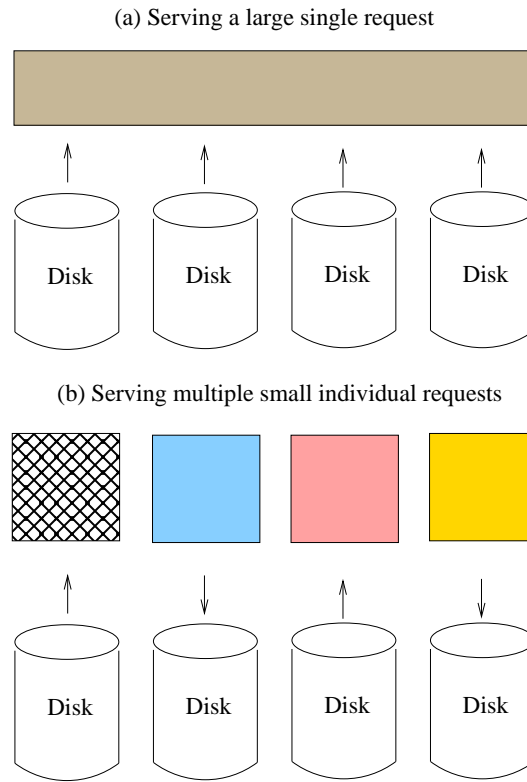 (a) Serving a large single request
Disk Disk Disk Disk
(b) Serving multiple small individual requests
Disk Disk Disk Disk